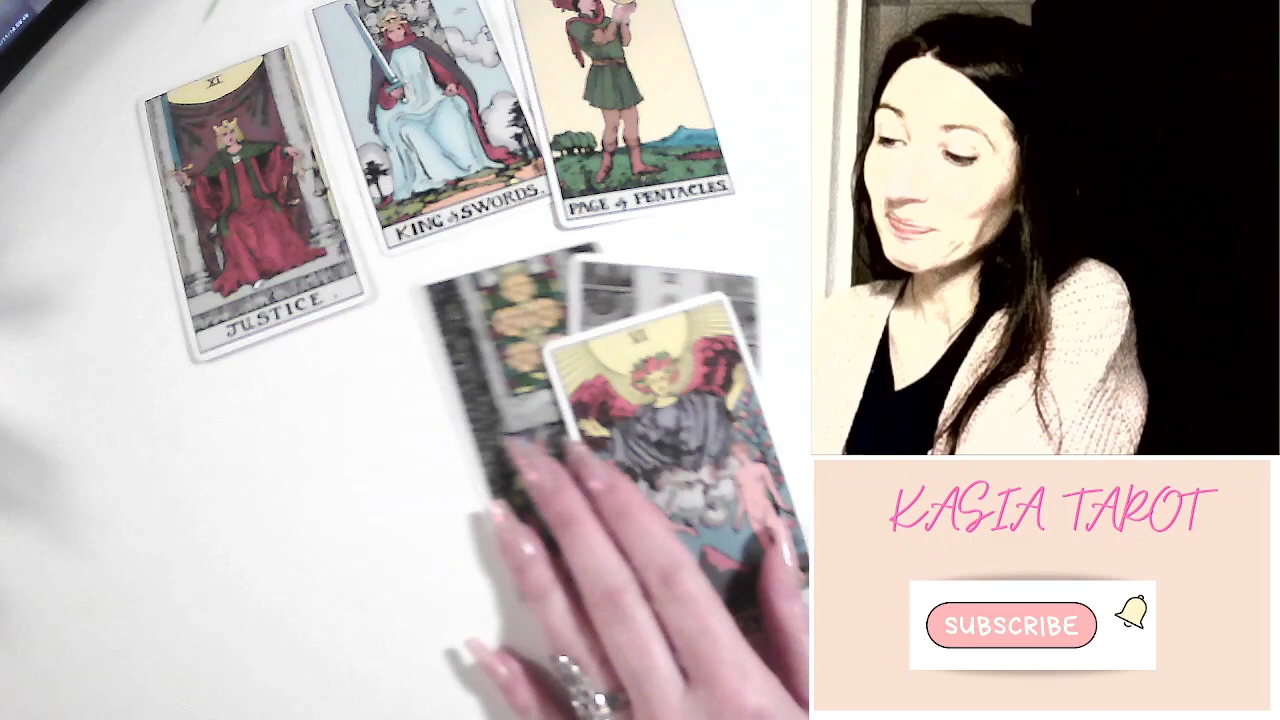 XI
JUSTICE
KING of SWORDS.
PAGE of PENTACLES.
KASIA TAROT
SUBSCRIBE